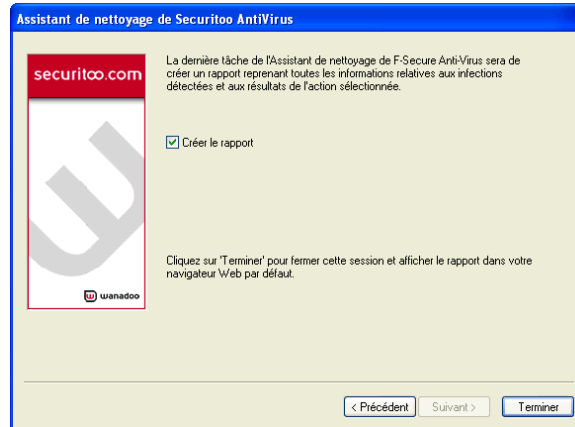 Assistant de nettoyage de Securitoo AntiVirus
securitoo.com
La dernière tâche de l'Assistant de nettoyage de F-Secure Anti-Virus sera de
créer un rapport reprenant toutes les informations relatives aux infections
détectées et aux résultats de l'action sélectionnée.
Créer le rapport
Cliquez sur 'Terminer' pour fermer cette session et afficher le rapport dans votre
navigateur Web par défaut.
w wanadoo
< Précédent
Suivant >
Terminer